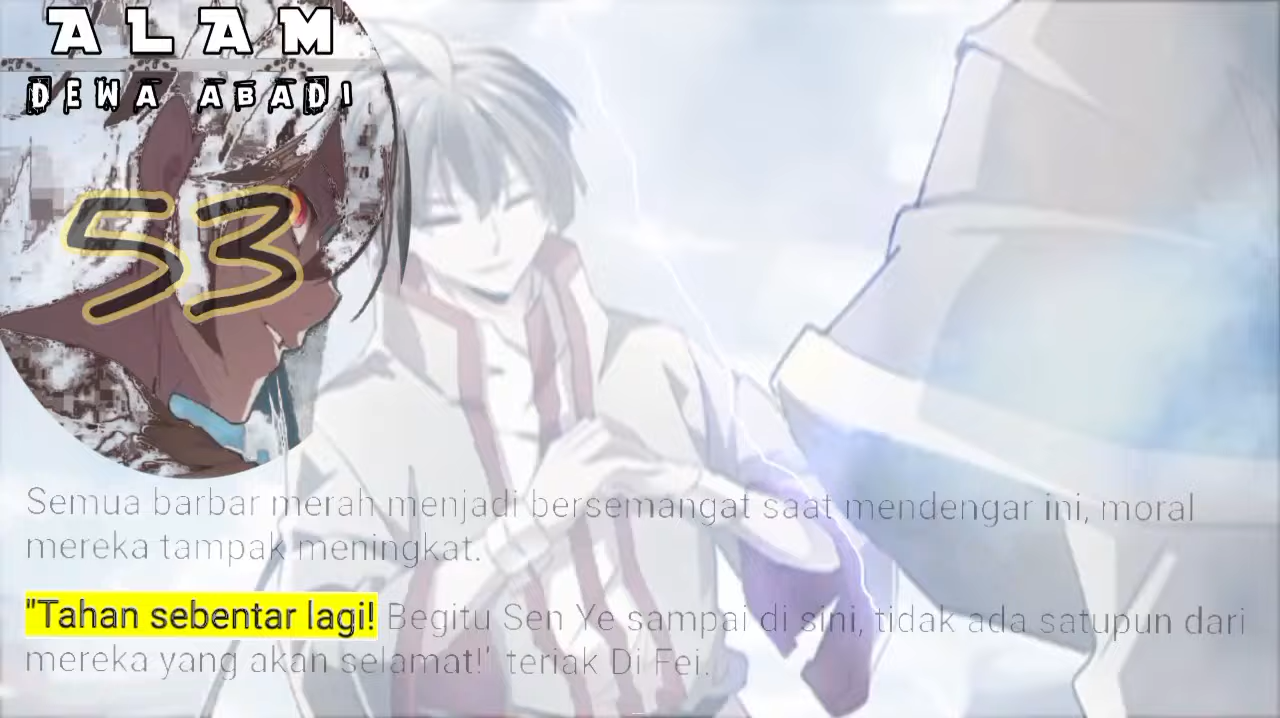 ALAM
DEWA ABADI
53
Semua barbar merah menjadi bersemangat saat mendengar ini, moral
mereka tampak meningkat.
"Tahan sebentar lagi! Begitu Sen Ye sampai di sini, tidak ada satupun dari
mereka yang akan selamat!" teriak Di Fei.